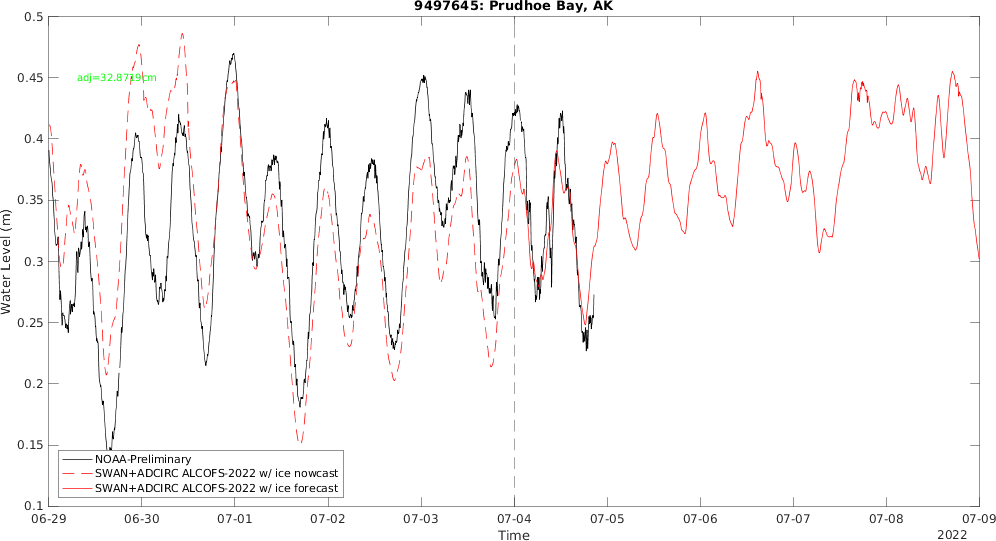 9497645: Prudhoe Bay, AK
0.5
0.45
0.4
0.35
0.3
0.25
0.2
0.15
0.1
Water Level (m)
adj=32.8719cm
NOAA-Preliminary
SWAN+ADCIRC ALCOFS-2022 w/ ice nowcast
SWAN+ADCIRC ALCOFS-2022 w/ ice forecast
06-29 06-30 07-01 07-02 07-03 07-04 07-05 07-06 07-07 07-08 07-09
Time
2022